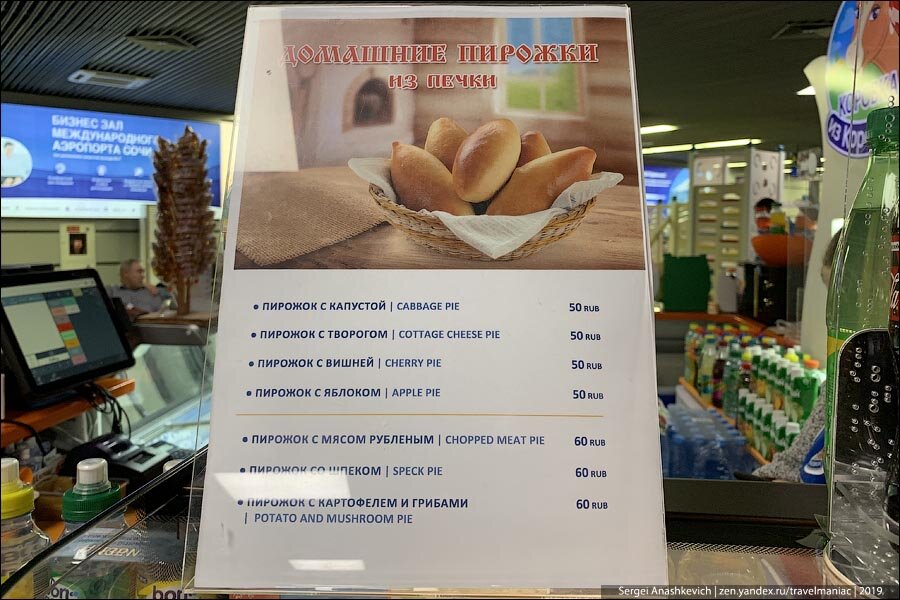 ДОМАШНИЕ ПИРОЖКИ
ИЗ ПЕЧКИ
БИЗНЕС ЗАЛ
МЕЖДУНАРОДНОГО
АЭРОПОРТА СОЧИ
КОРОВКА
ИЗ КОРЕНОВКИ
• ПИРОЖОК С КАПУСТОЙ | CABBAGE PIE 50 RUB
• ПИРОЖОК С ТВОРОГОМ | COTTAGE CHEESE PIE 50 RUB
• ПИРОЖОК С ВИШНЕЙ | CHERRY PIE 50 RUB
• ПИРОЖОК С ЯБЛОКОМ | APPLE PIE 50 RUB
• ПИРОЖОК С МЯСОМ РУБЛЕНЫМ | CHOPPED MEAT PIE 60 RUB
• ПИРОЖОК СО ШПЕКОМ | SPECK PIE 60 RUB
• ПИРОЖОК С КАРТОФЕЛЕМ И ГРИБАМИ 60 RUB
| POTATO AND MUSHROOM PIE
Sergei Anashkevich | zen.yandex.ru/travelmaniac | 2019